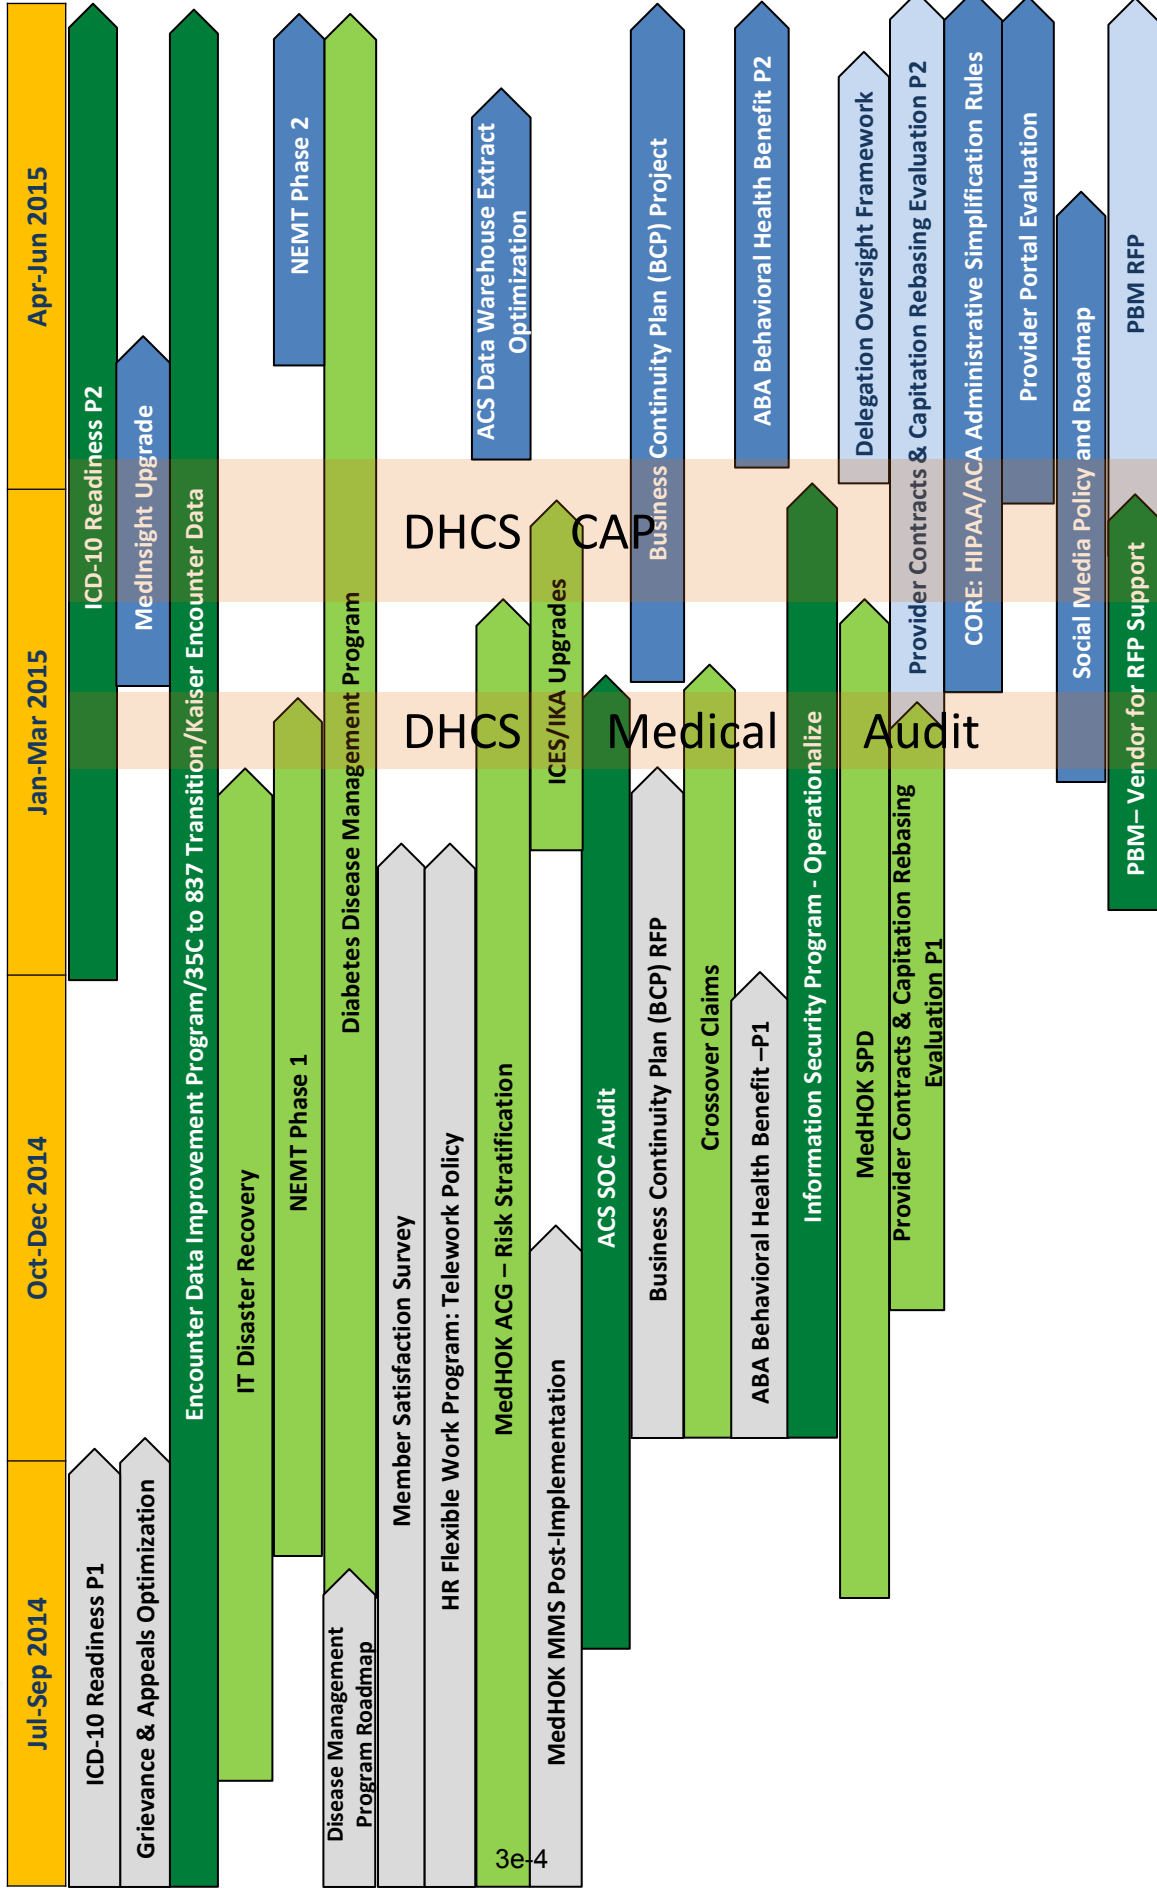 Jul-Sep 2014
Oct-Dec 2014
Jan-Mar 2015
Apr-Jun 2015
ICD-10 Readiness P1
ICD-10 Readiness P2
Grievance & Appeals Optimization
MedInsight Upgrade
Encounter Data Improvement Program/35C to 837 Transition/Kaiser Encounter Data
IT Disaster Recovery
NEMT Phase 1
NEMT Phase 2
Disease Management
Program Roadmap
Diabetes Disease Management Program
Member Satisfaction Survey
HR Flexible Work Program: Telework Policy
MedHOK ACG – Risk Stratification
ACS Data Warehouse Extract
Optimization
MedHOK MMS Post-Implementation
ICES/IKA Upgrades
ACS SOC Audit
Business Continuity Plan (BCP) RFP
Business Continuity Plan (BCP) Project
Crossover Claims
ABA Behavioral Health Benefit –P1
ABA Behavioral Health Benefit P2
Information Security Program - Operationalize
MedHOK SPD
Delegation Oversight Framework
Provider Contracts & Capitation Rebasing
Evaluation P1
Provider Contracts & Capitation Rebasing Evaluation P2
CORE: HIPAA/ACA Administrative Simplification Rules
Provider Portal Evaluation
Social Media Policy and Roadmap
PBM– Vendor for RFP Support
PBM RFP
DHCS CAP
DHCS Medical Audit
3e-4